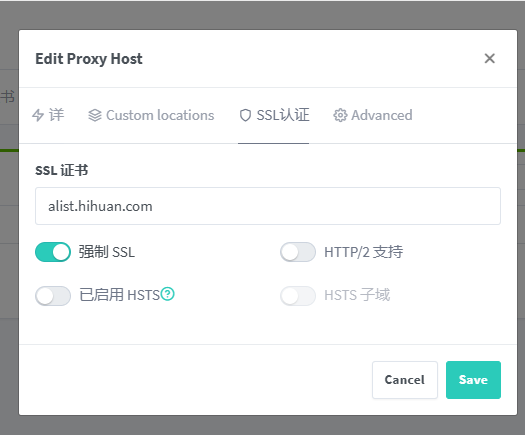 Edit Proxy Host
书
详
Custom locations
SSL认证
Advanced
SSL 证书
alist.hihuan.com
强制 SSL
HTTP/2 支持
已启用 HSTS
HSTS 子域
Cancel
Save